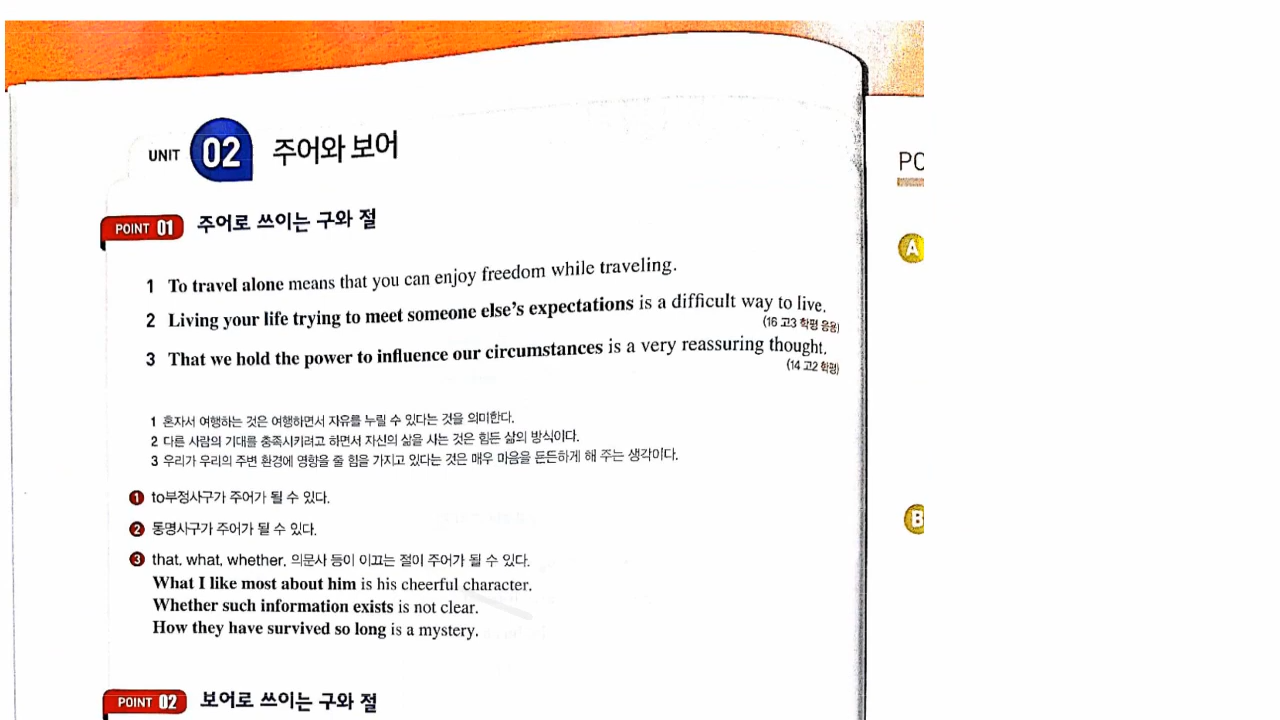 UNIT 02 주어와 보어
PC
POINT 01 주어로 쓰이는 구와 절
A
1 To travel alone means that you can enjoy freedom while traveling.
2 Living your life trying to meet someone else's expectations is a difficult way to live.
(16 고3 학평 응용)
3 That we hold the power to influence our circumstances is a very reassuring thought.
(14 고2 학평)
1 혼자서 여행하는 것은 여행하면서 자유를 누릴 수 있다는 것을 의미한다.
2 다른 사람의 기대를 충족시키려고 하면서 자신의 삶을 사는 것은 힘든 삶의 방식이다.
3 우리가 우리의 주변 환경에 영향을 줄 힘을 가지고 있다는 것은 매우 마음을 든든하게 해 주는 생각이다.
1 to부정사구가 주어가 될 수 있다.
B
2 동명사구가 주어가 될 수 있다.
3 that, what, whether, 의문사 등이 이끄는 절이 주어가 될 수 있다.
What I like most about him is his cheerful character.
Whether such information exists is not clear.
How they have survived so long is a mystery.
POINT 02 보어로 쓰이는 구와 절